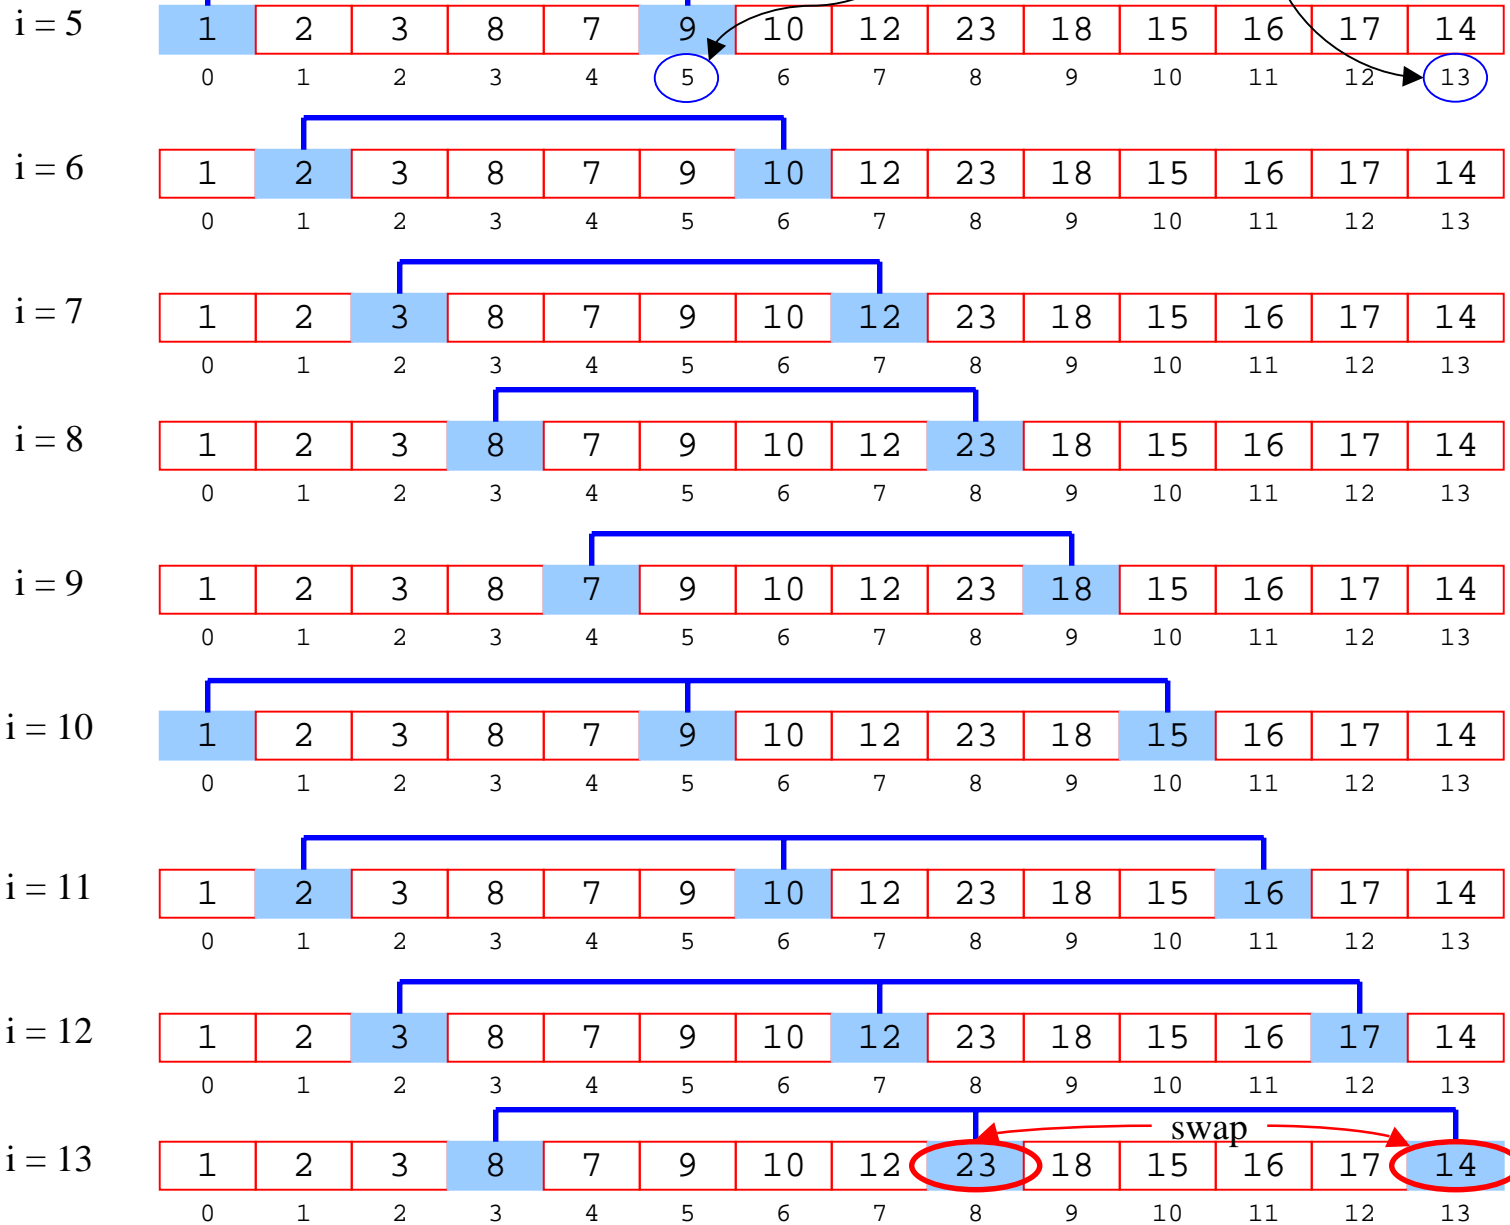 i = 5 1 2 3 8 7 9 10 12 23 18 15 16 17 14
0 1 2 3 4 5 6 7 8 9 10 11 12 13
i = 6 1 2 3 8 7 9 10 12 23 18 15 16 17 14
0 1 2 3 4 5 6 7 8 9 10 11 12 13
i = 7 1 2 3 8 7 9 10 12 23 18 15 16 17 14
0 1 2 3 4 5 6 7 8 9 10 11 12 13
i = 8 1 2 3 8 7 9 10 12 23 18 15 16 17 14
0 1 2 3 4 5 6 7 8 9 10 11 12 13
i = 9 1 2 3 8 7 9 10 12 23 18 15 16 17 14
0 1 2 3 4 5 6 7 8 9 10 11 12 13
i = 10 1 2 3 8 7 9 10 12 23 18 15 16 17 14
0 1 2 3 4 5 6 7 8 9 10 11 12 13
i = 11 1 2 3 8 7 9 10 12 23 18 15 16 17 14
0 1 2 3 4 5 6 7 8 9 10 11 12 13
i = 12 1 2 3 8 7 9 10 12 23 18 15 16 17 14
0 1 2 3 4 5 6 7 8 9 10 11 12 13
swap
i = 13 1 2 3 8 7 9 10 12 23 18 15 16 17 14
0 1 2 3 4 5 6 7 8 9 10 11 12 13